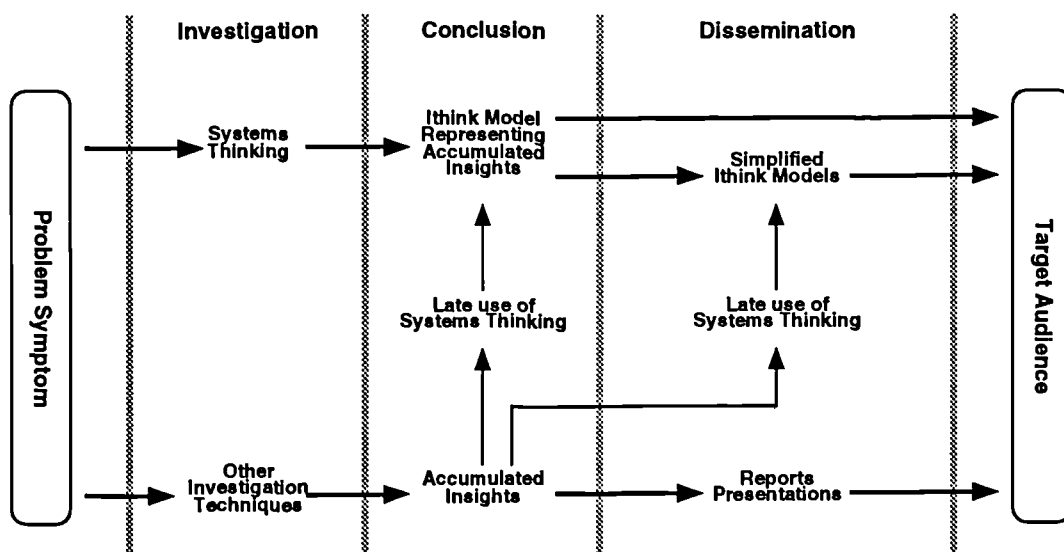 Investigation
Conclusion
Dissemination
Problem Symptom
Systems
Thinking
Ithink Model
Representing
Accumulated
Insights
Simplified
Ithink Models
Target Audience
Late use of
Systems Thinking
Late use of
Systems Thinking
Other
Investigation
Techniques
Accumulated
Insights
Reports
Presentations